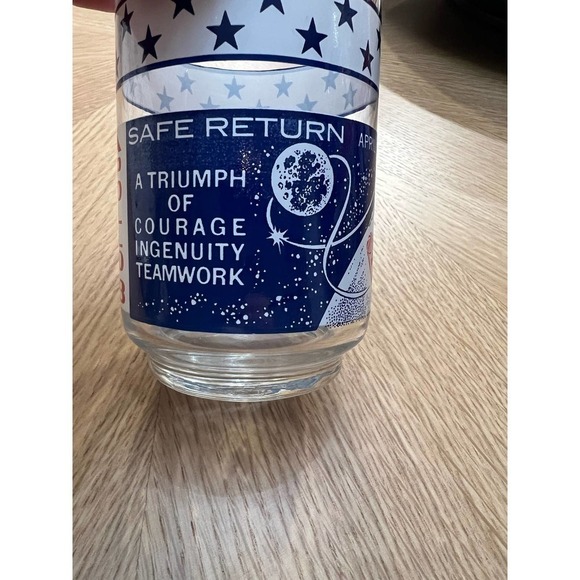 SAFE RETURN APR
A TRIUMPH
OF
COURAGE
INGENUITY
TEAMWORK